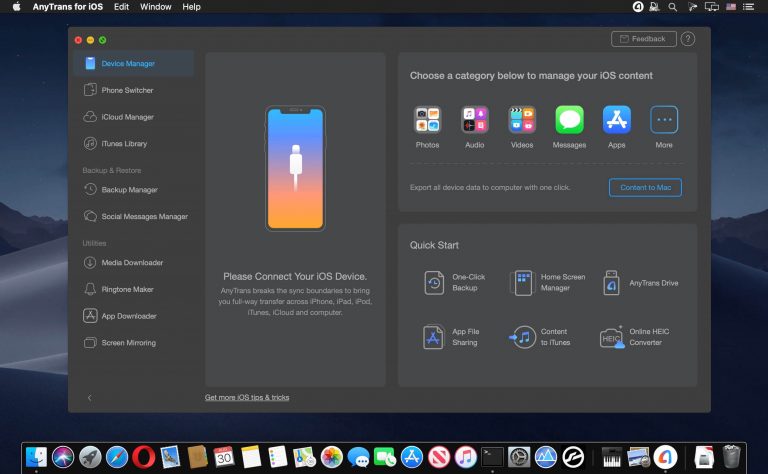 AnyTrans for iOS Edit Window Help
Feedback ?
Device Manager
Phone Switcher
iCloud Manager
iTunes Library
Backup & Restore
Backup Manager
Social Messages Manager
Utilities
Media Downloader
Ringtone Maker
App Downloader
Screen Mirroring
Please Connect Your iOS Device.
AnyTrans breaks the sync boundaries to bring
you full-way transfer across iPhone, iPad, iPod,
iTunes, iCloud and computer.
Get more iOS tips & tricks
Choose a category below to manage your iOS content
Photos Audio Videos Messages Apps More
Export all device data to computer with one click.
Content to Mac
Quick Start
One-Click
Backup
Home Screen
Manager
AnyTrans Drive
App File
Sharing
Content
to iTunes
HEIC
Online HEIC
Converter
30